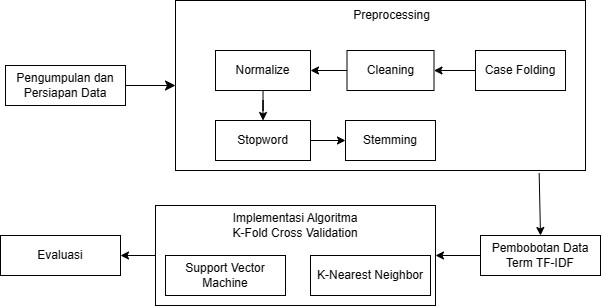 Preprocessing
Pengumpulan dan
Persiapan Data
Normalize
Cleaning
Case Folding
Stopword
Stemming
Implementasi Algoritma
K-Fold Cross Validation
Evaluasi
Support Vector
Machine
K-Nearest Neighbor
Pembobotan Data
Term TF-IDF